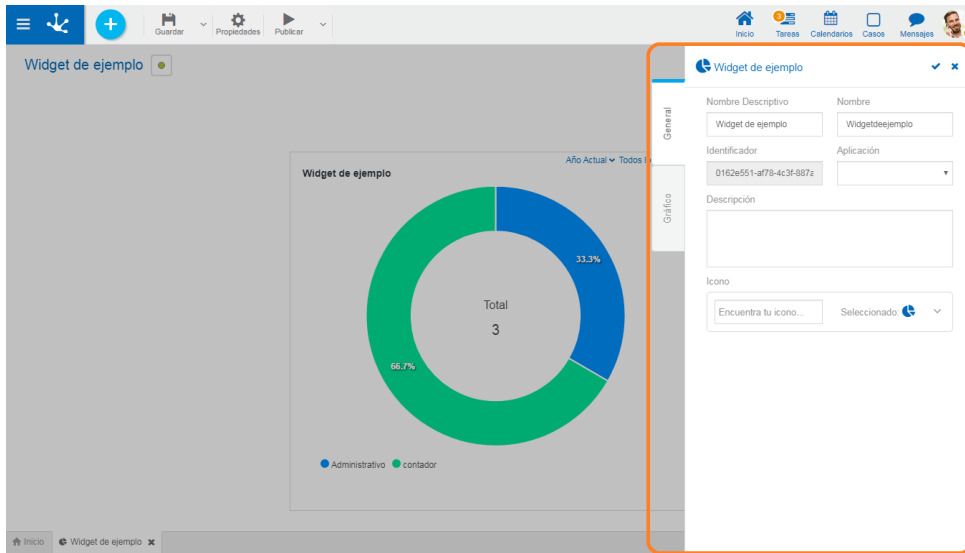 Guardar
Propiedades
Publicar
Inicio
3
Tareas
Calendarios
Casos
Mensajes
Widget de ejemplo
Año Actual Todos
Widget de ejemplo
33.3%
Total
3
66.7%
Administrativo contador
General
Gráfico
Widget de ejemplo
Nombre Descriptivo Nombre
Widget de ejemplo Widgetdeejemplo
Identificador Aplicación
0162e551-af78-4c3f-887a
Descripción
Icono
Encuentra tu icono... Seleccionado:
Inicio Widget de ejemplo